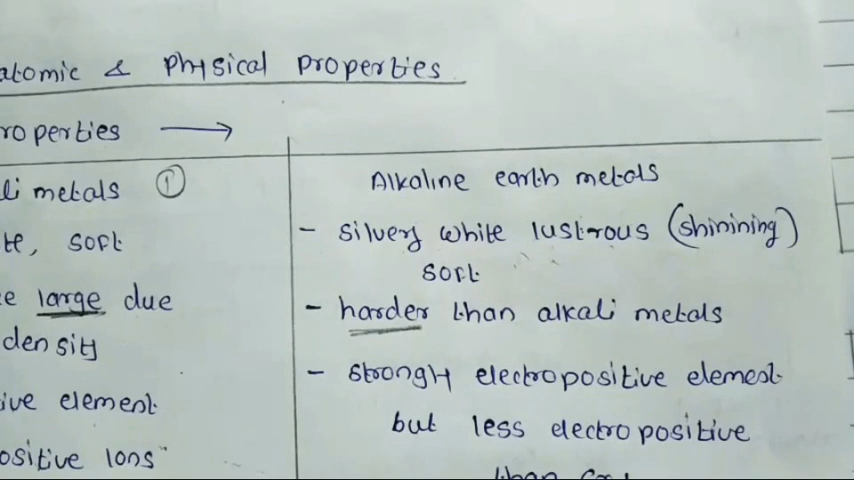 atomic & Physical Properties
roperties →
li metals ① Alkaline earth metals
te, soft - silvery white lustrous (shinining)
soft
e large due - harder than alkali metals
density
- strongly electropositive element
ive element
but less electropositive
ositive Ions
than